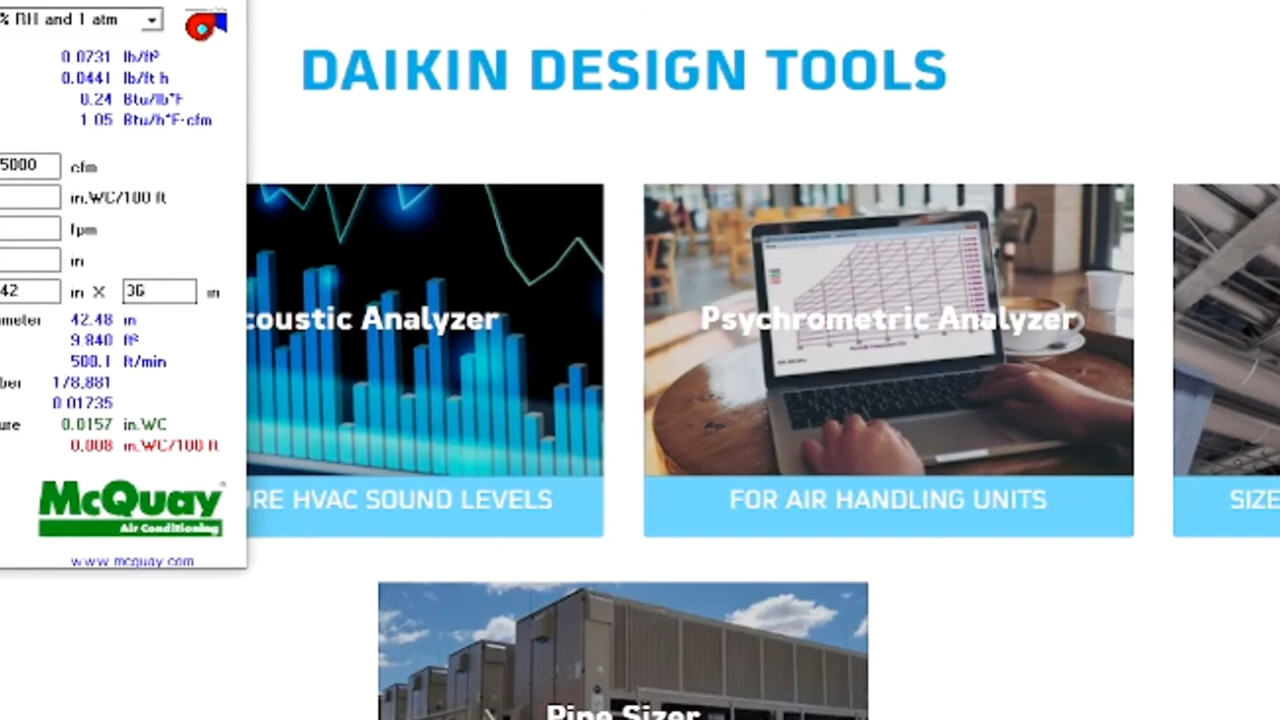 % RH and 1 atm
0.0731 lb/ft³
0.0441 lb/ft h
0.24 Btu/lb°F
1.05 Btu/h°F·cfm
5000 cfm
in.WC/100 ft
fpm
in
42 in X 36 in
42.48 in
9.840 ft²
508.1 ft/min
178,881
0.01735
0.0157 in.WC
0.008 in.WC/100 ft
McQuay
Air Conditioning
www.mcquay.com
DAIKIN DESIGN TOOLS
coustic Analyzer
URE HVAC SOUND LEVELS
Psychrometric Analyzer
FOR AIR HANDLING UNITS
SIZE
Pipe Sizer